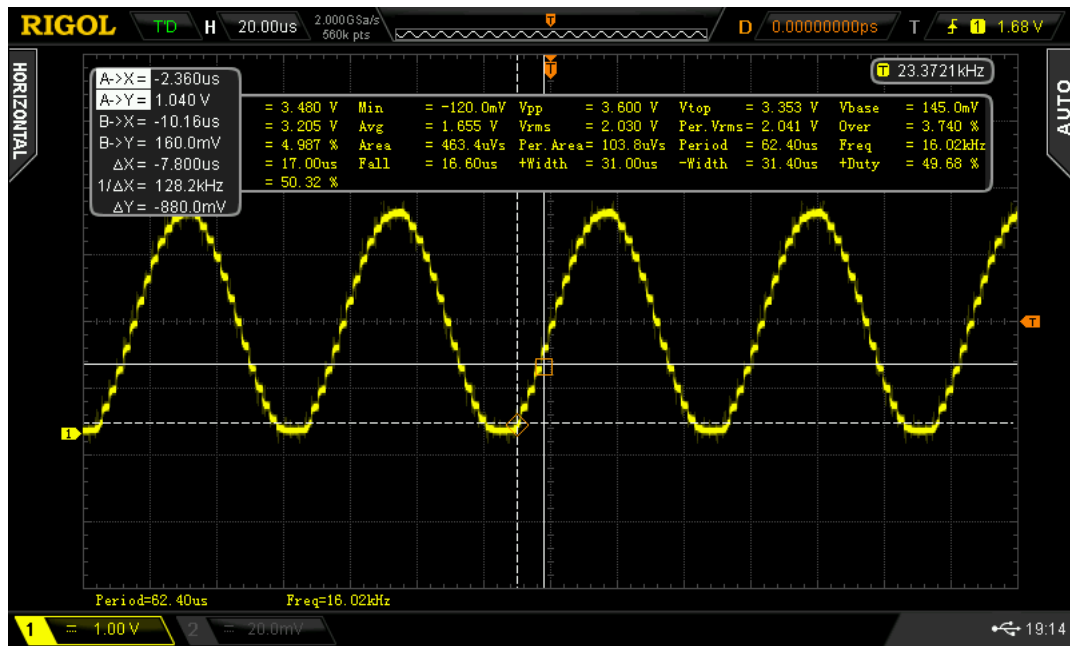 RIGOL T'D H 20.00us 2.000GSa/s 560k pts D 0.00000000ps T 1 1.68 V
HORIZONTAL
AUTO
T 23.3721kHz
A->X= -2.360us
A->Y= 1.040 V
B->X= -10.16us
B->Y= 160.0mV
ΔX= -7.800us
1/ΔX= 128.2kHz
ΔY= -880.0mV
= 3.480 V Min = -120.0mV Vpp = 3.600 V Vtop = 3.353 V Vbase = 145.0mV
= 3.205 V Avg = 1.655 V Vrms = 2.030 V Per.Vrms= 2.041 V Over = 3.740 %
= 4.987 % Area = 463.4uVs Per.Area= 103.8uVs Period = 62.40us Freq = 16.02kHz
= 17.00us Fall = 16.60us +Width = 31.00us -Width = 31.40us +Duty = 49.68 %
= 50.32 %
T
T
1
Period=62.40us Freq=16.02kHz
1 = 1.00 V 2 = 20.0mV 19:14